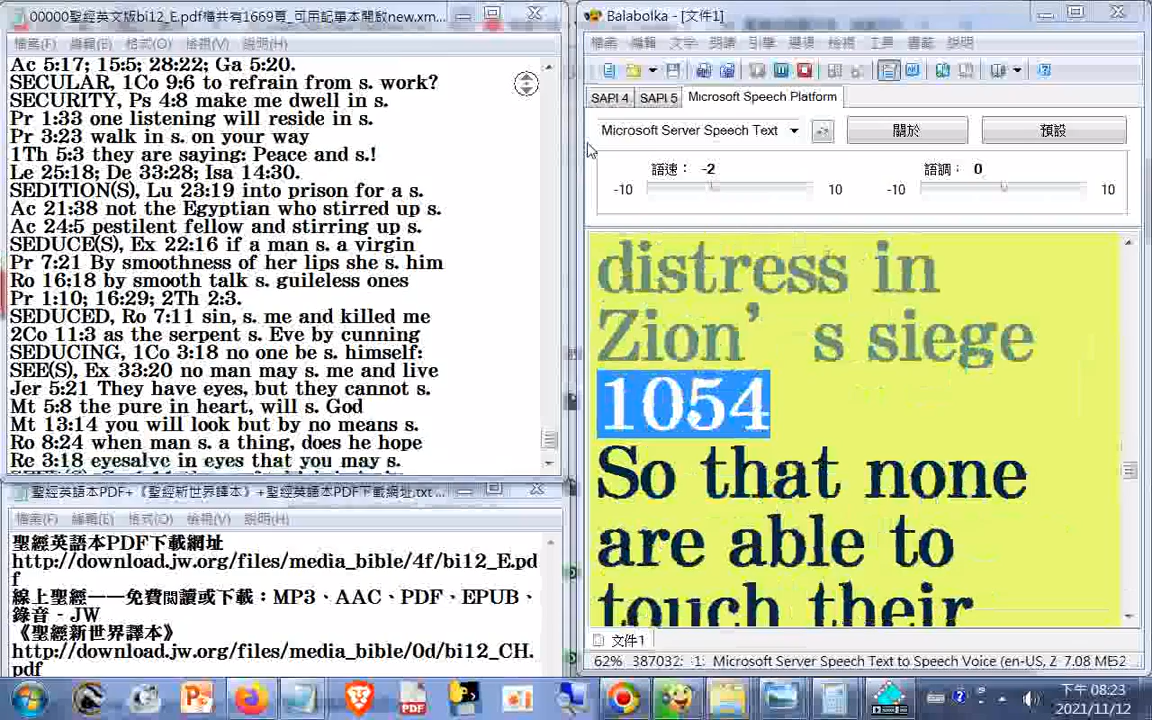 00000聖經英文版bi12_E.pdf檔共有1669頁_可用記事本開啟new.xm...
檔案(F) 編輯(E) 格式(O) 檢視(V) 說明(H)
Ac 5:17; 15:5; 28:22; Ga 5:20.
SECULAR, 1Co 9:6 to refrain from s. work?
SECURITY, Ps 4:8 make me dwell in s.
Pr 1:33 one listening will reside in s.
Pr 3:23 walk in s. on your way
1Th 5:3 they are saying: Peace and s.!
Le 25:18; De 33:28; Isa 14:30.
SEDITION(S), Lu 23:19 into prison for a s.
Ac 21:38 not the Egyptian who stirred up s.
Ac 24:5 pestilent fellow and stirring up s.
SEDUCE(S), Ex 22:16 if a man s. a virgin
Pr 7:21 By smoothness of her lips she s. him
Ro 16:18 by smooth talk s. guileless ones
Pr 1:10; 16:29; 2Th 2:3.
SEDUCED, Ro 7:11 sin, s. me and killed me
2Co 11:3 as the serpent s. Eve by cunning
SEDUCING, 1Co 3:18 no one be s. himself:
SEE(S), Ex 33:20 no man may s. me and live
Jer 5:21 They have eyes, but they cannot s.
Mt 5:8 the pure in heart, will s. God
Mt 13:14 you will look but by no means s.
Ro 8:24 when man s. a thing, does he hope
Re 3:18 eyesalve in eyes that you may s.
聖經英語本PDF+《聖經新世界譯本》+聖經英語本PDF下載網址.txt ...
檔案(F) 編輯(E) 格式(O) 檢視(V) 說明(H)
聖經英語本PDF下載網址
http://download.jw.org/files/media_bible/4f/bi12_E.pd
f
線上聖經——免費閱讀或下載：MP3、AAC、PDF、EPUB、
錄音 - JW
《聖經新世界譯本》
http://download.jw.org/files/media_bible/0d/bi12_CH.
pdf
Balabolka - [文件1]
檔案 編輯 文字 朗讀 引擎 選項 檢視 工具 書籤 說明
SAPI 4 SAPI 5 Microsoft Speech Platform
Microsoft Server Speech Text 關於 預設
語速： -2 語調： 0
-10 10 -10 10
distress in
Zion’s siege
1054
So that none
are able to
touch their
文件1
62% 387032: 1: Microsoft Server Speech Text to Speech Voice (en-US, Z 7.08 ME52
下午 08:23
2021/11/12